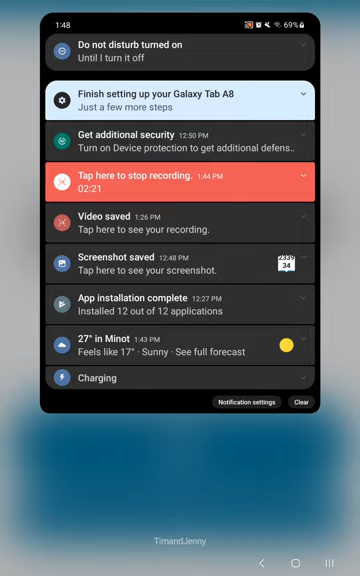 1:48
69%
Do not disturb turned on
Until I turn it off
Finish setting up your Galaxy Tab A8
Just a few more steps
Get additional security 12:50 PM
Turn on Device protection to get additional defens..
Tap here to stop recording. 1:44 PM
02:21
Video saved 1:26 PM
Tap here to see your recording.
Screenshot saved 12:48 PM
Tap here to see your screenshot.
34
App installation complete 12:27 PM
Installed 12 out of 12 applications
27° in Minot 1:43 PM
Feels like 17° · Sunny · See full forecast
Charging
Notification settings
Clear
TimandJenny